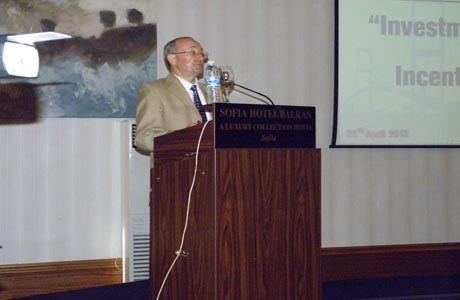 "Investm
Incent
SOFIA HOTEL BALKAN
A LUXURY COLLECTION HOTEL
Sofia
25th April 2013